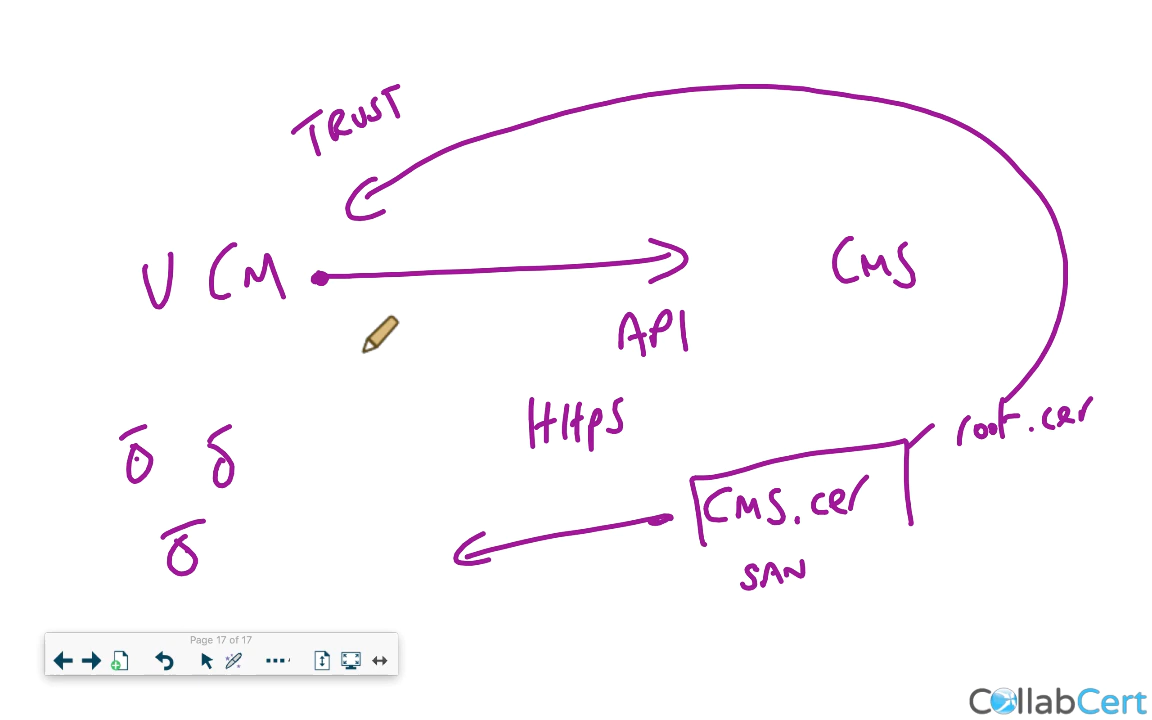 TRUST
UCM
CMS
API
HttpS
root.cer
CMS.cer
SAN
Page 17 of 17
CollabCert